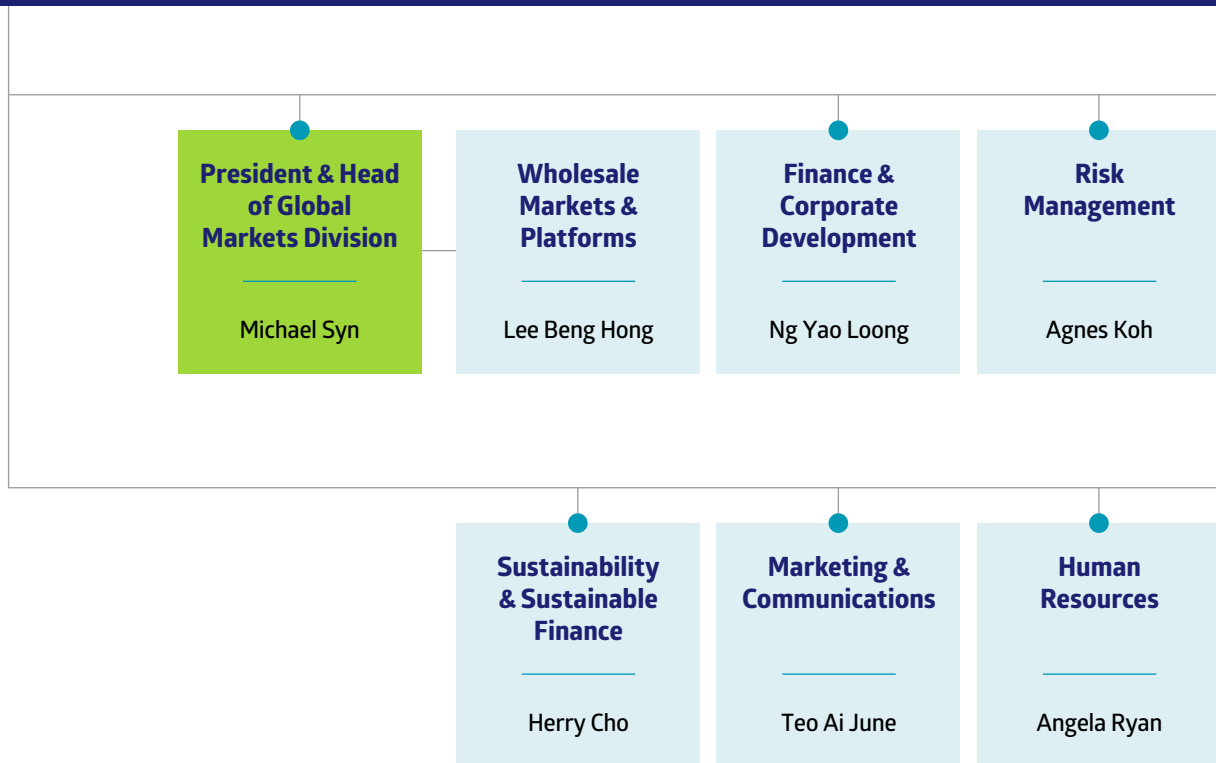 President & Head
of Global
Markets Division
Michael Syn
Wholesale
Markets &
Platforms
Lee Beng Hong
Finance &
Corporate
Development
Ng Yao Loong
Risk
Management
Agnes Koh
Sustainability
& Sustainable
Finance
Herry Cho
Marketing &
Communications
Teo Ai June
Human
Resources
Angela Ryan